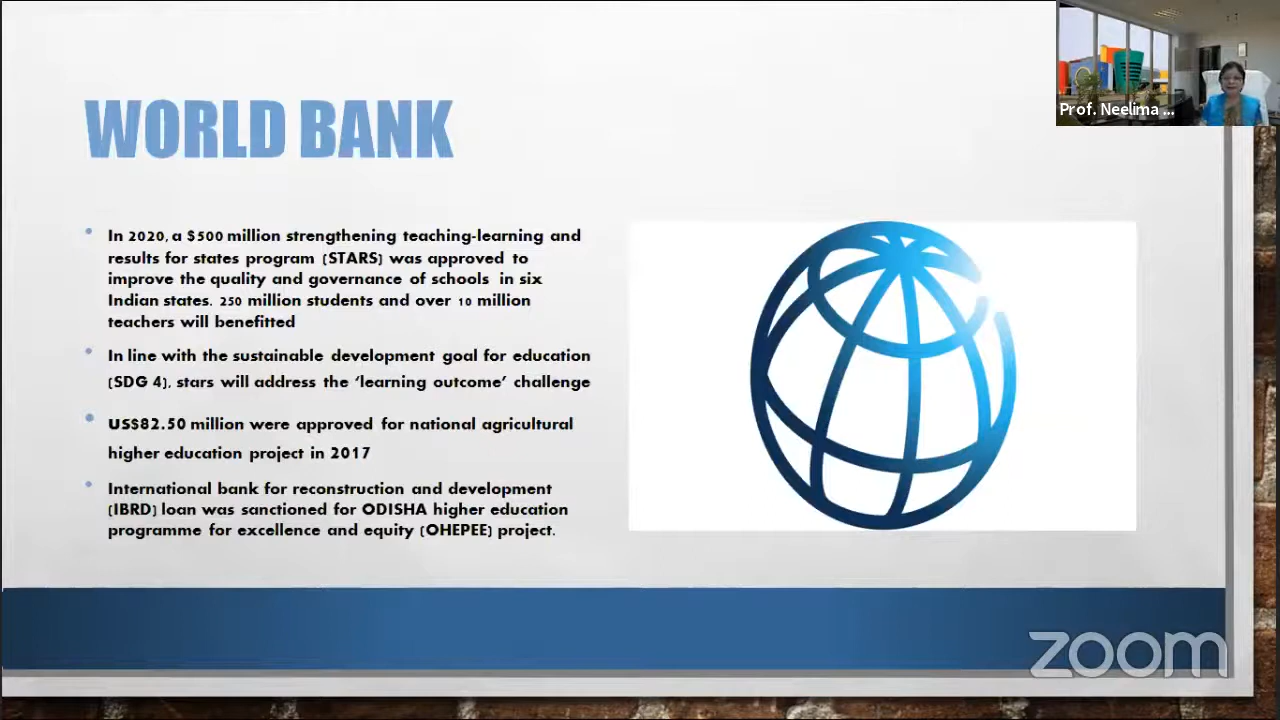 WORLD BANK
Prof. Neelima ...
• In 2020, a $500 million strengthening teaching-learning and
results for states program (STARS) was approved to
improve the quality and governance of schools in six
Indian states. 250 million students and over 10 million
teachers will benefitted
• In line with the sustainable development goal for education
(SDG 4), stars will address the ‘learning outcome’ challenge
• US$82.50 million were approved for national agricultural
higher education project in 2017
• International bank for reconstruction and development
(IBRD) loan was sanctioned for ODISHA higher education
programme for excellence and equity (OHEPEE) project.
zoom